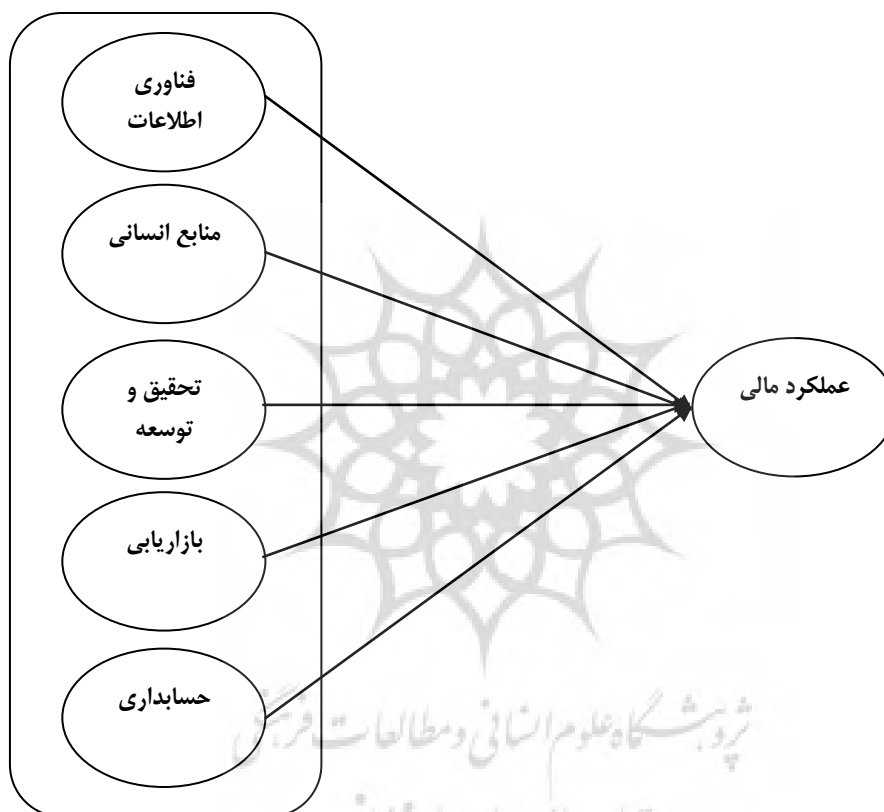 فناوری
اطلاعات
منابع انسانی
تحقیق و
توسعه
عملکرد مالی
بازاریابی
حسابداری
پژوهشگاه علوم انسانی و مطالعات فرهنگی